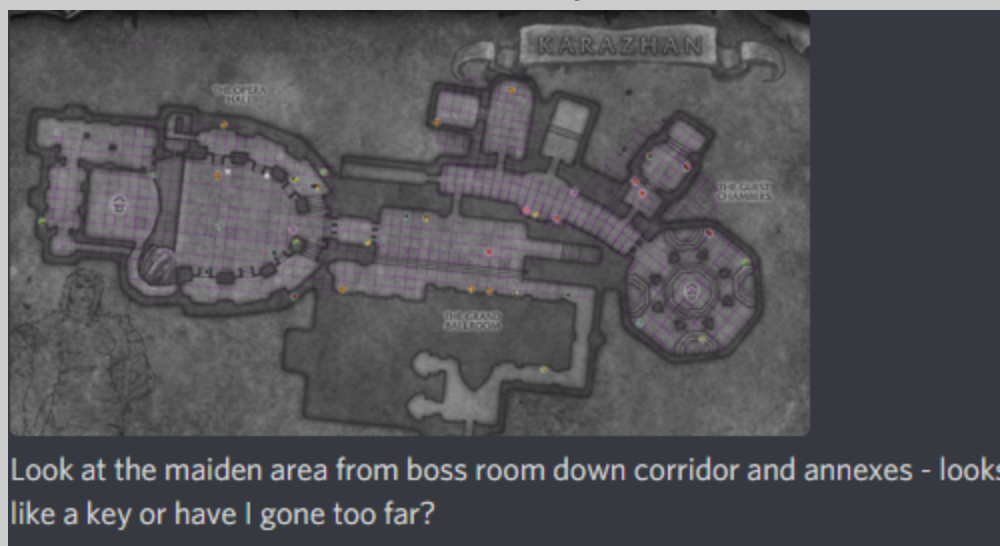 KARAZHAN
THE OPERA
HALL
THE GUEST
CHAMBERS
THE GRAND
BALLROOM
Look at the maiden area from boss room down corridor and annexes - looks
like a key or have I gone too far?